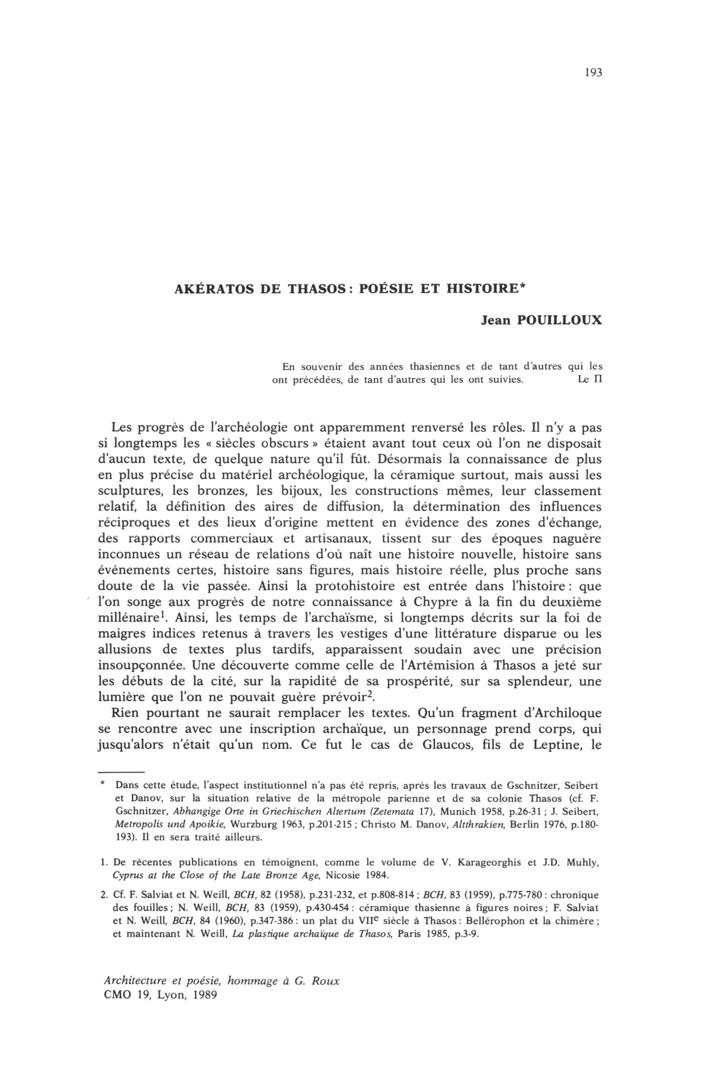 193
AKÉRATOS DE THASOS : POÉSIE ET HISTOIRE*
Jean POUILLOUX
En souvenir des années thasiennes et de tant d'autres qui les
ont précédées, de tant d'autres qui les ont suivies. Le Π
Les progrès de l'archéologie ont apparemment renversé les rôles. Il n'y a pas
si longtemps les « siècles obscurs » étaient avant tout ceux où l'on ne disposait
d'aucun texte, de quelque nature qu'il fût. Désormais la connaissance de plus
en plus précise du matériel archéologique, la céramique surtout, mais aussi les
sculptures, les bronzes, les bijoux, les constructions mêmes, leur classement
relatif, la définition des aires de diffusion, la détermination des influences
réciproques et des lieux d'origine mettent en évidence des zones d'échange,
des rapports commerciaux et artisanaux, tissent sur des époques naguère
inconnues un réseau de relations d'où naît une histoire nouvelle, histoire sans
événements certes, histoire sans figures, mais histoire réelle, plus proche sans
doute de la vie passée. Ainsi la protohistoire est entrée dans l'histoire : que
l'on songe aux progrès de notre connaissance à Chypre à la fin du deuxième
millénaire1. Ainsi, les temps de l'archaïsme, si longtemps décrits sur la foi de
maigres indices retenus à travers les vestiges d'une littérature disparue ou les
allusions de textes plus tardifs, apparaissent soudain avec une précision
insoupçonnée. Une découverte comme celle de l'Artémision à Thasos a jeté sur
les débuts de la cité, sur la rapidité de sa prospérité, sur sa splendeur, une
lumière que l'on ne pouvait guère prévoir2.
Rien pourtant ne saurait remplacer les textes. Qu'un fragment d'Archiloque
se rencontre avec une inscription archaïque, un personnage prend corps, qui
jusqu'alors n'était qu'un nom. Ce fut le cas de Glaucos, fils de Leptine, le
* Dans cette étude, l'aspect institutionnel n'a pas été repris, après les travaux de Gschnitzer, Seibert
et Danov, sur la situation relative de la métropole parienne et de sa colonie Thasos (cf. F.
Gschnitzer, Abhangige Orte in Griechischen Altertum (Zetemata 17), Munich 1958, p.26-31 ; J. Seibert,
Metropolis und Apoikie, Wurzburg 1963, p.201-215 ; Christo M. Danov, Altthrakien, Berlin 1976, p.180-
193). Il en sera traité ailleurs.
1. De récentes publications en témoignent, comme le volume de V. Karageorghis et J.D. Muhly,
Cyprus at the Close of the Late Bronze Age, Nicosie 1984.
2. Cf. F. Salviat et N. Weill, BCH, 82 (1958), p.231-232, et p.808-814 ; BCH, 83 (1959), p.775-780 : chronique
des fouilles ; N. Weill, BCH, 83 (1959), p.430-454 : céramique thasienne à figures noires ; F. Salviat
et N. Weill, BCH, 84 (1960), p.347-386 : un plat du VIIe siècle à Thasos : Bellérophon et la chimère ;
et maintenant N. Weill, La plastique archaïque de Thasos, Paris 1985, p.3-9.
Architecture et poésie, hommage à G. Roux
CMO 19, Lyon, 1989